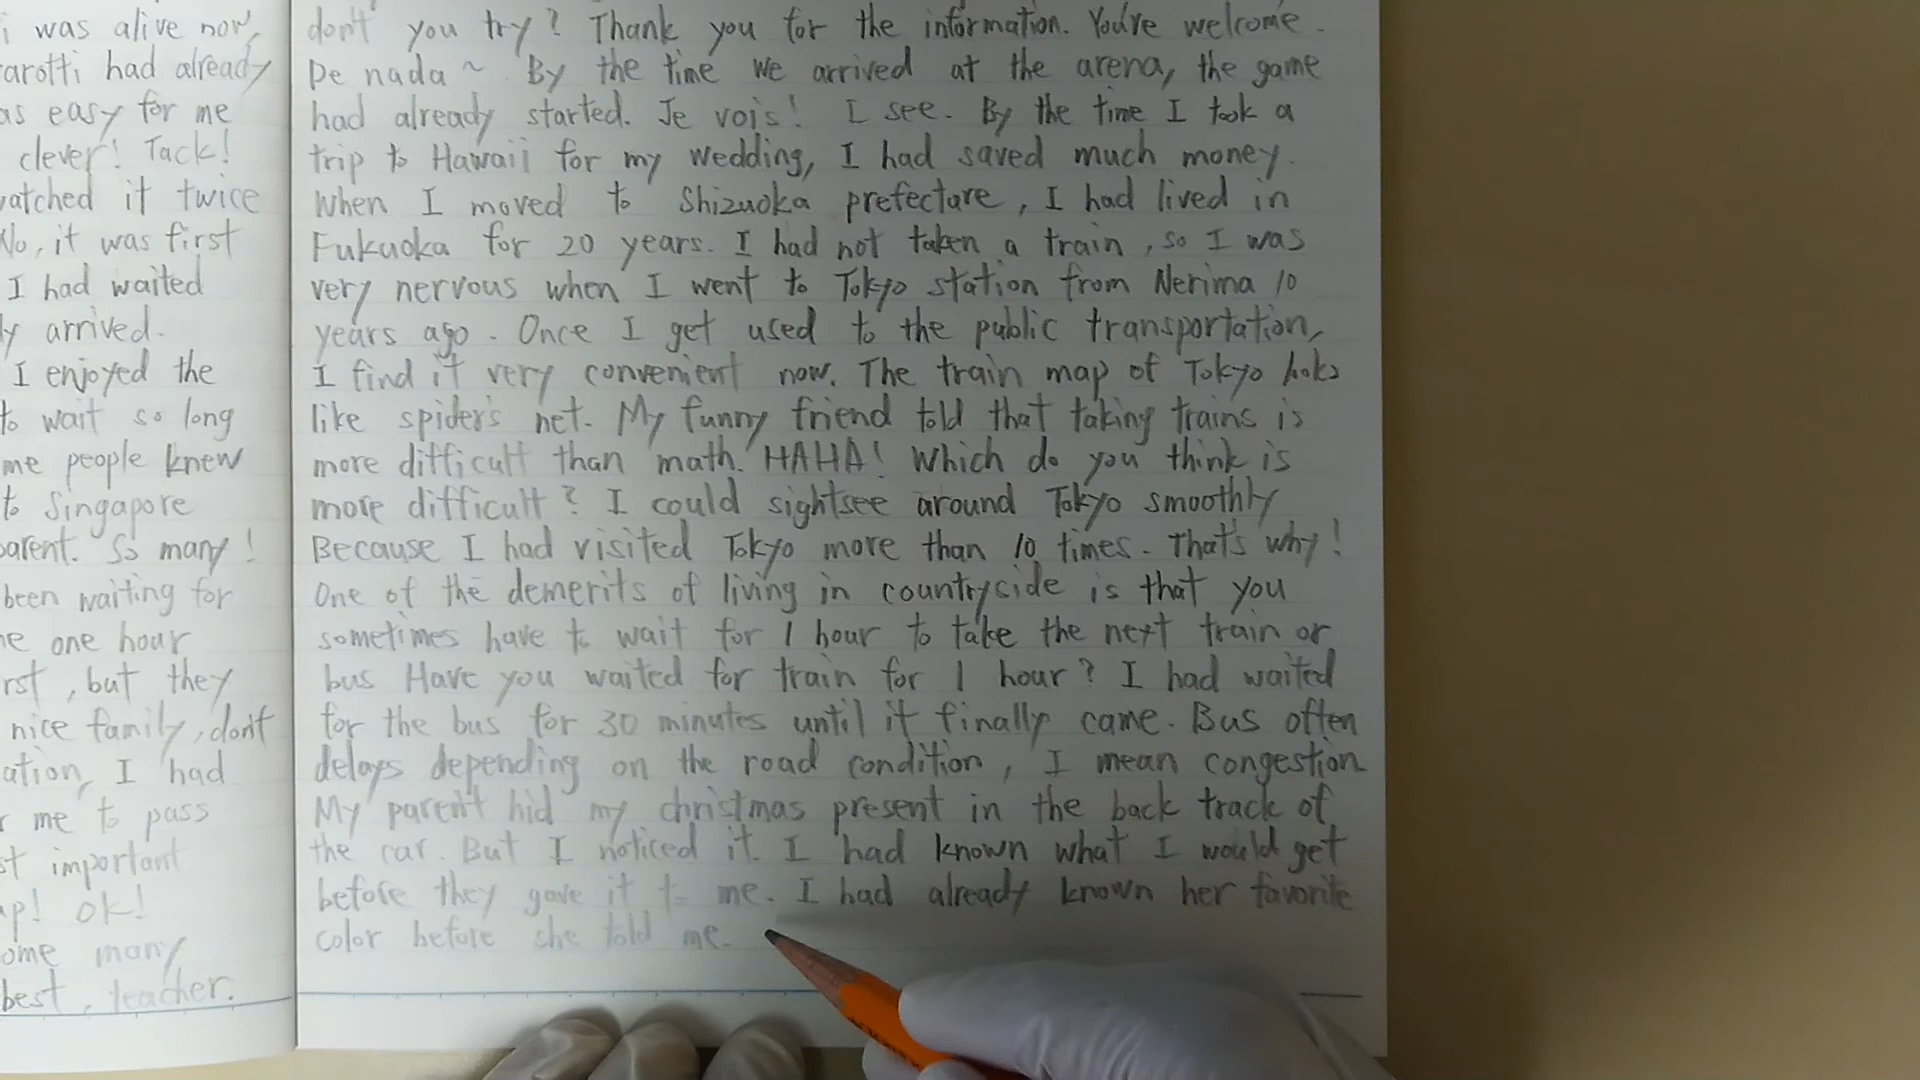 i was alive now,
arotti had already
as easy for me
clever! Tack!
watched it twice
No, it was first
I had waited
ly arrived.
I enjoyed the
to wait so long
me people knew
to Singapore
parent. So many!
been waiting for
ne one hour
rst, but they
nice family, don't
ation, I had
r me to pass
st important
ap! OK!
ome many
best, teacher.
don't you try? Thank you for the information. You're welcome.
De nada ~ By the time we arrived at the arena, the game
had already started. Je vois! I see. By the time I took a
trip to Hawaii for my wedding, I had saved much money.
When I moved to Shizuoka prefecture, I had lived in
Fukuoka for 20 years. I had not taken a train, so I was
very nervous when I went to Tokyo station from Nerima 10
years ago. Once I get used to the public transportation,
I find it very convenient now. The train map of Tokyo looks
like spider's net. My funny friend told that taking trains is
more difficult than math. HAHA! Which do you think is
more difficult? I could sightsee around Tokyo smoothly
Because I had visited Tokyo more than 10 times. That's why!
One of the demerits of living in countryside is that you
sometimes have to wait for 1 hour to take the next train or
bus Have you waited for train for 1 hour? I had waited
for the bus for 30 minutes until it finally came. Bus often
delays depending on the road condition, I mean congestion
My parent hid my christmas present in the back track of
the car. But I noticed it. I had known what I would get
before they gave it to me. I had already known her favorite
color before she told me.